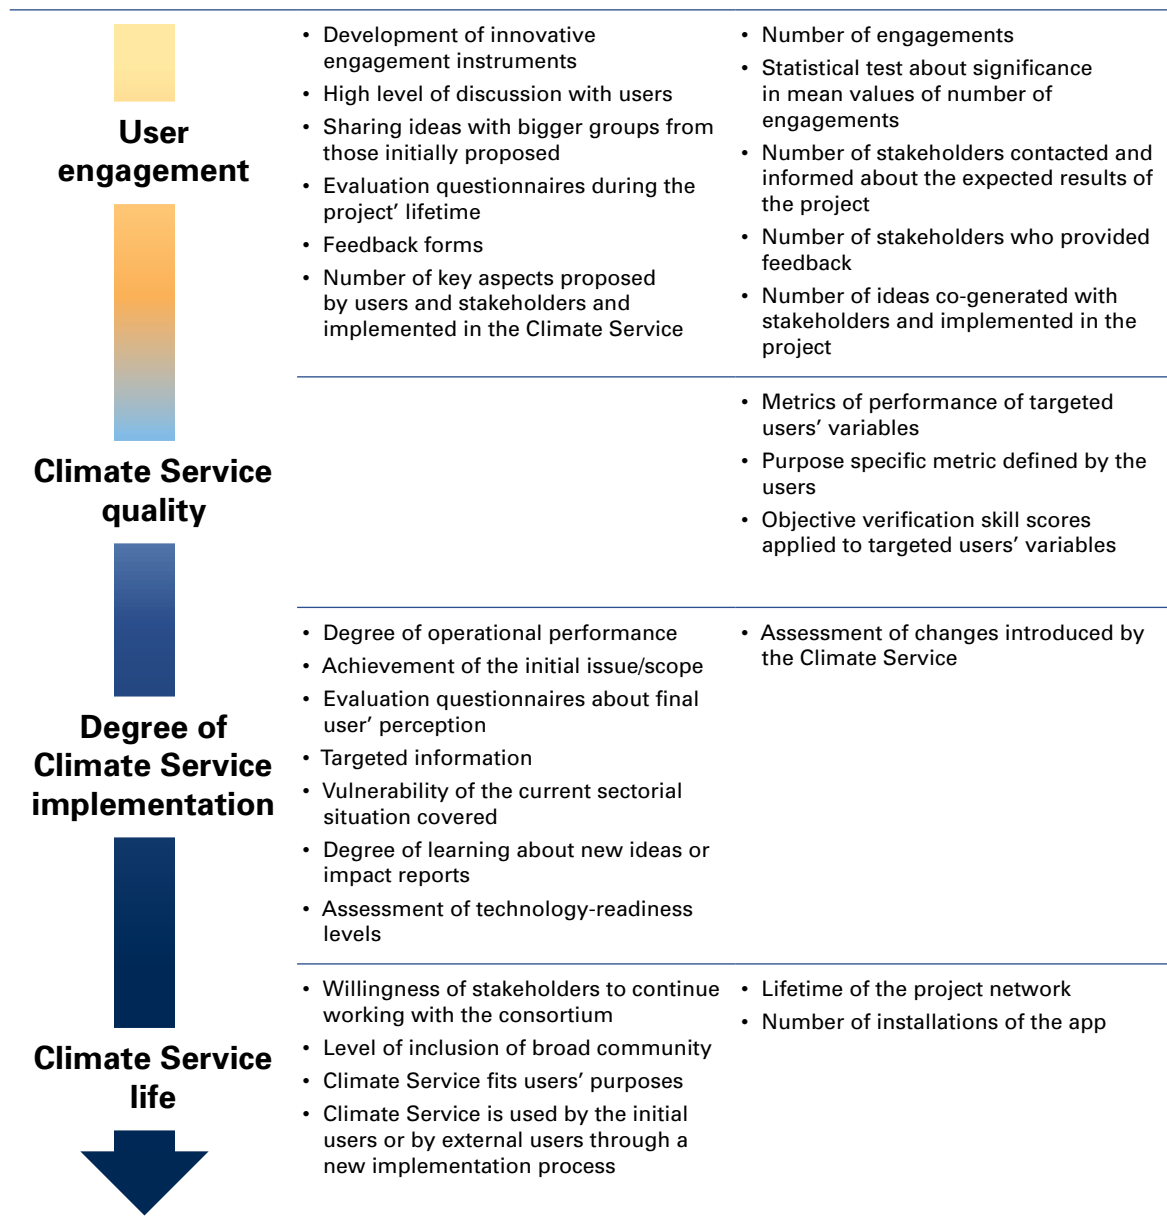 User
engagement
• Development of innovative
engagement instruments
• High level of discussion with users
• Sharing ideas with bigger groups from
those initially proposed
• Evaluation questionnaires during the
project' lifetime
• Feedback forms
• Number of key aspects proposed
by users and stakeholders and
implemented in the Climate Service
• Number of engagements
• Statistical test about significance
in mean values of number of
engagements
• Number of stakeholders contacted and
informed about the expected results of
the project
• Number of stakeholders who provided
feedback
• Number of ideas co-generated with
stakeholders and implemented in the
project
Climate Service
quality
• Metrics of performance of targeted
users' variables
• Purpose specific metric defined by the
users
• Objective verification skill scores
applied to targeted users' variables
Degree of
Climate Service
implementation
• Degree of operational performance
• Achievement of the initial issue/scope
• Evaluation questionnaires about final
user' perception
• Targeted information
• Vulnerability of the current sectorial
situation covered
• Degree of learning about new ideas or
impact reports
• Assessment of technology-readiness
levels
• Assessment of changes introduced by
the Climate Service
Climate Service
life
• Willingness of stakeholders to continue
working with the consortium
• Level of inclusion of broad community
• Climate Service fits users' purposes
• Climate Service is used by the initial
users or by external users through a
new implementation process
• Lifetime of the project network
• Number of installations of the app